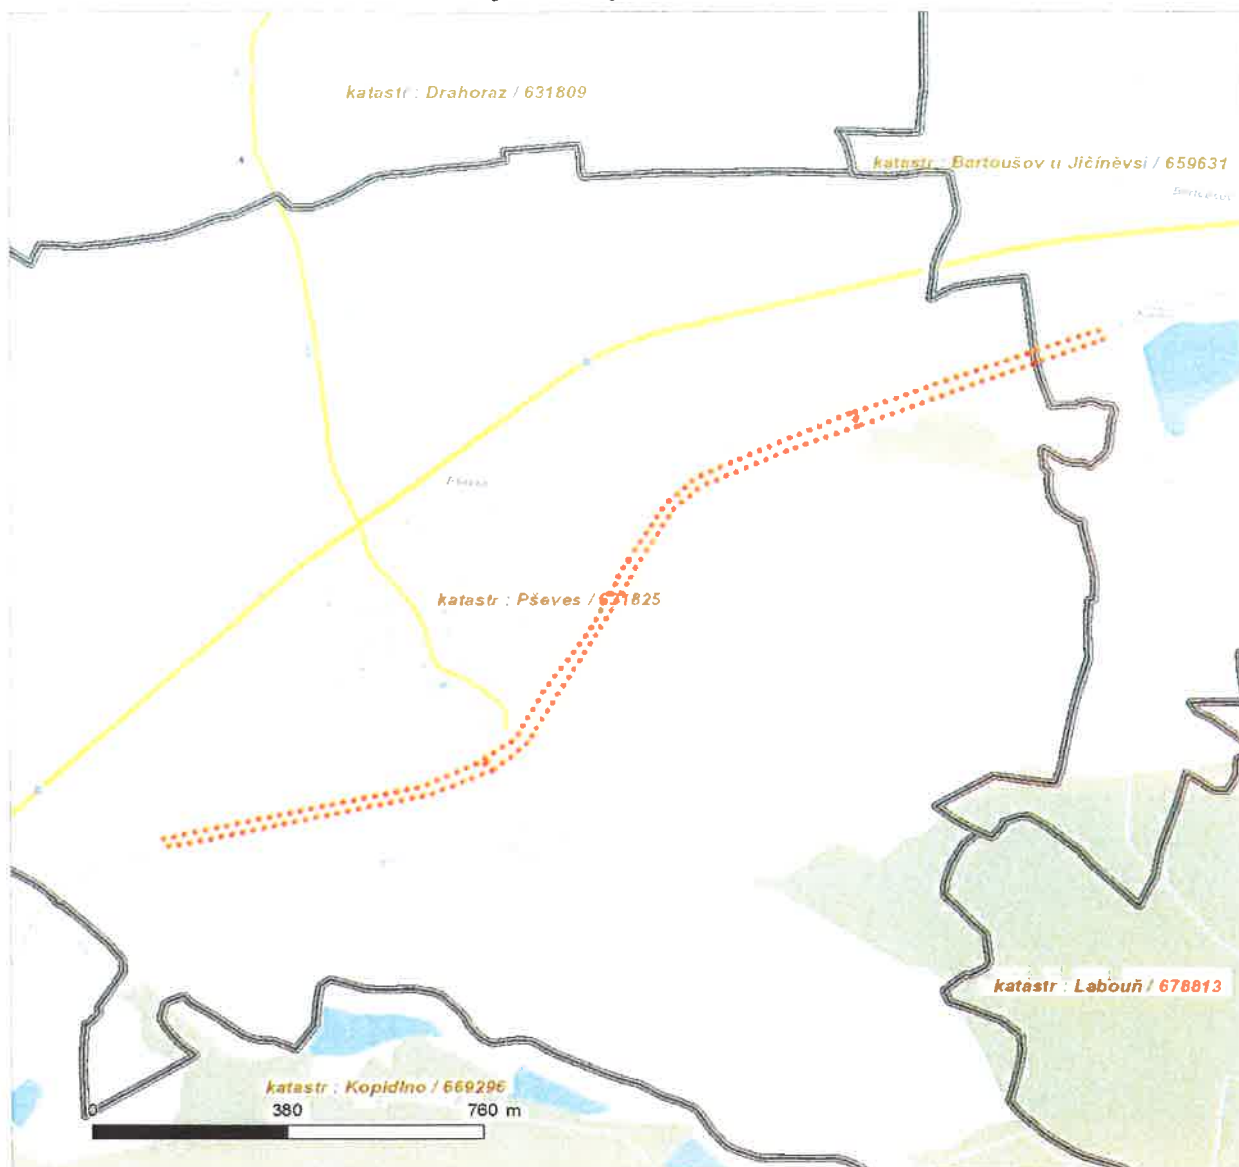 katastr : Drahoraz / 631809
katastr : Bartoušov u Jičíněvsi / 659631
Bartoušov
katastr : Pševes / 631825
katastr : Labouň / 678813
katastr : Kopidlno / 669296
0 380 760 m